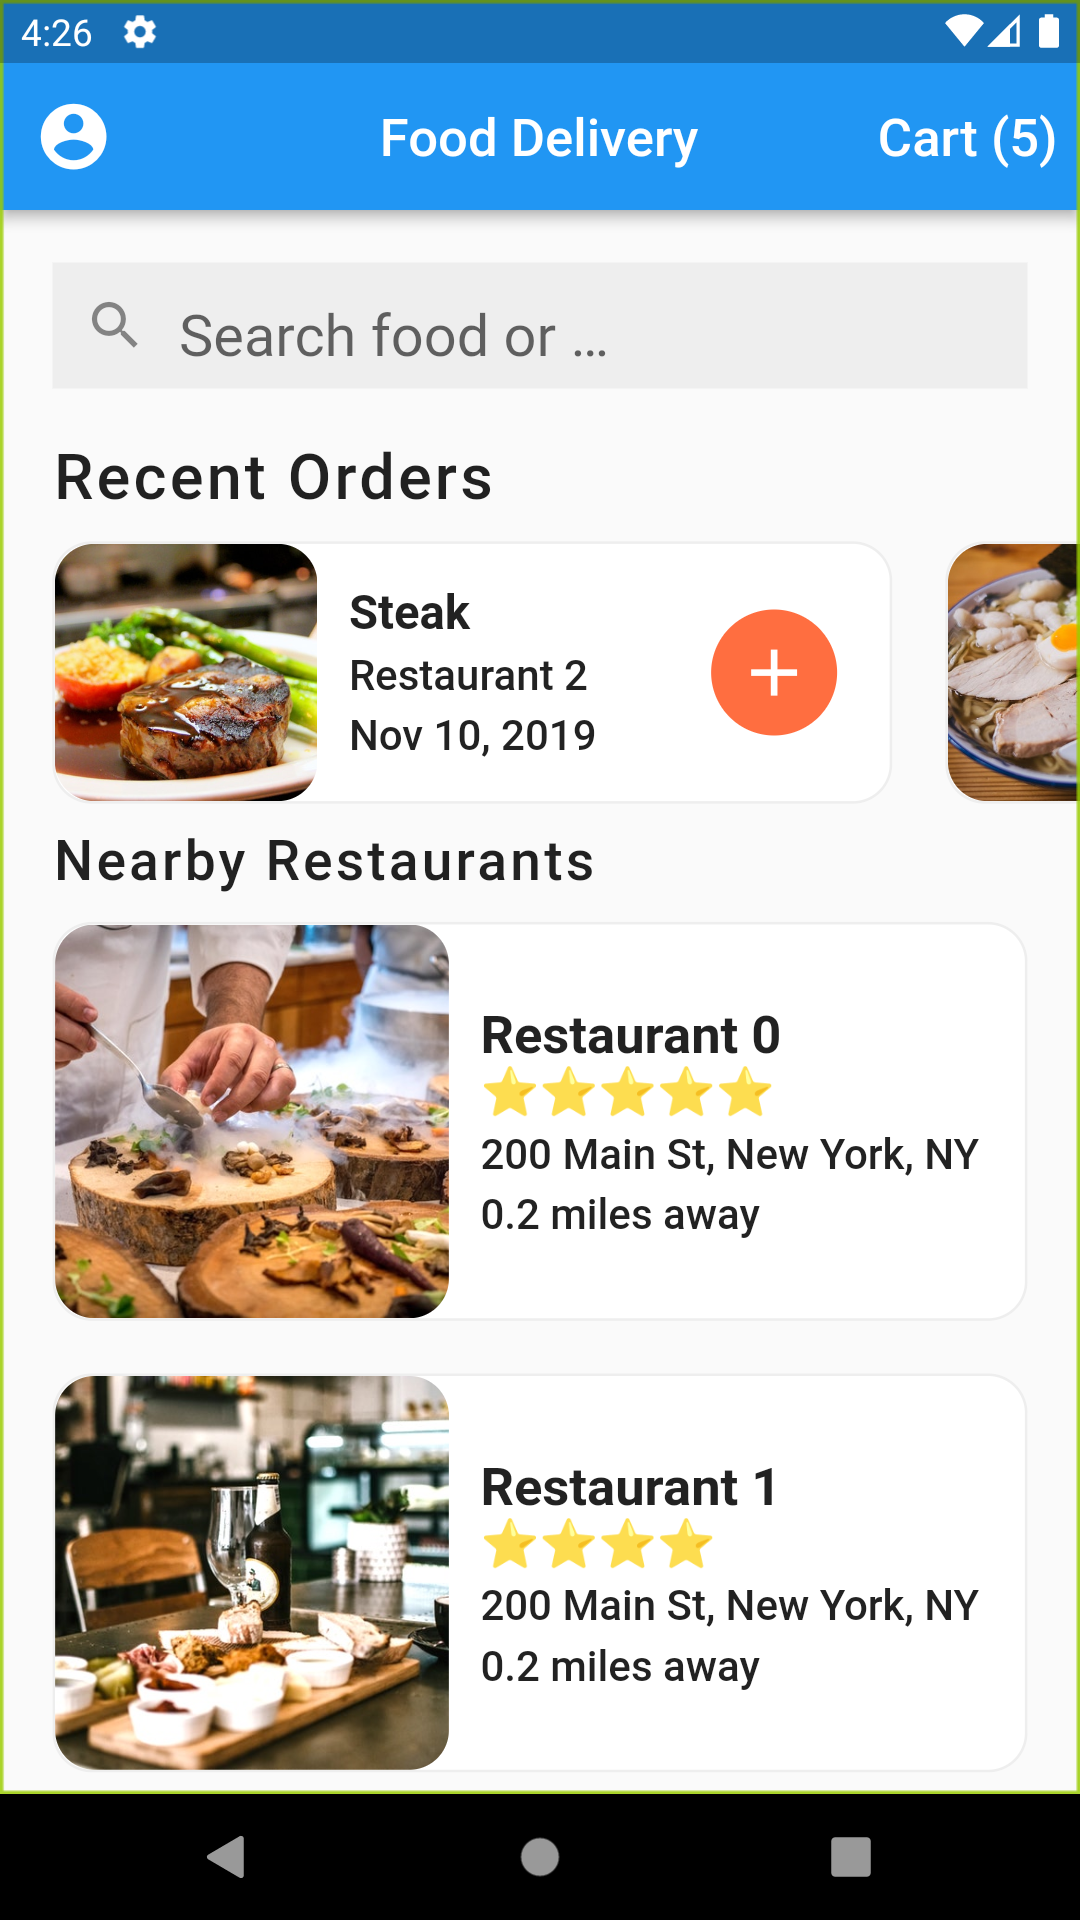 4:26
Food Delivery
Cart (5)
Search food or ...
Recent Orders
Steak
Restaurant 2
Nov 10, 2019
Nearby Restaurants
Restaurant 0
⭐⭐⭐⭐⭐
200 Main St, New York, NY
0.2 miles away
Restaurant 1
⭐⭐⭐⭐
200 Main St, New York, NY
0.2 miles away